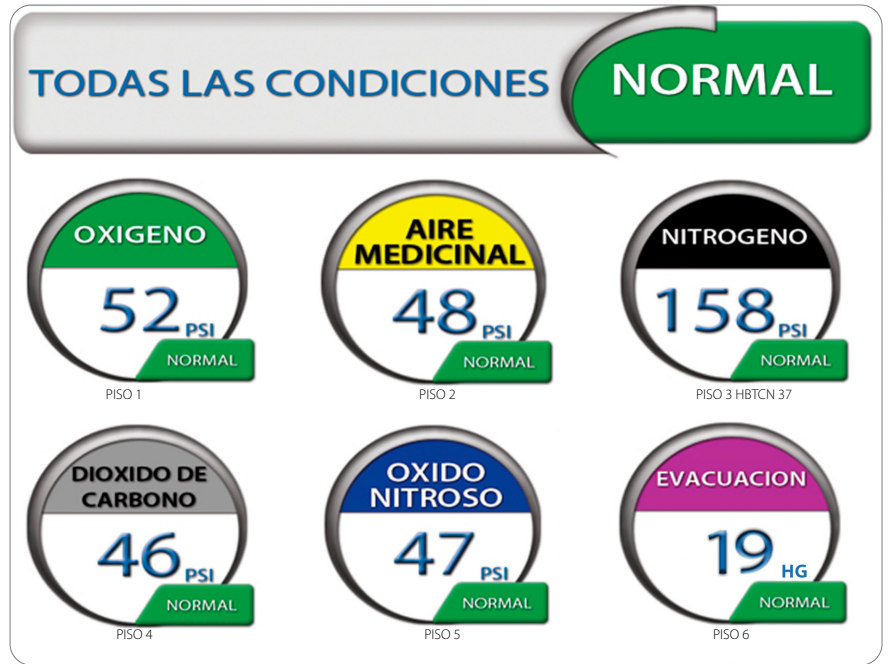 TODAS LAS CONDICIONES NORMAL
OXIGENO
52 PSI
NORMAL
PISO 1
AIRE
MEDICINAL
48 PSI
NORMAL
PISO 2
NITROGENO
158 PSI
NORMAL
PISO 3 HBTCN 37
DIOXIDO DE
CARBONO
46 PSI
NORMAL
PISO 4
OXIDO
NITROSO
47 PSI
NORMAL
PISO 5
EVACUACION
19 HG
NORMAL
PISO 6